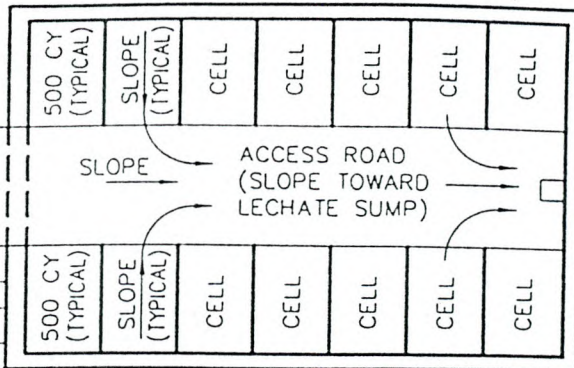 500 CY
(TYPICAL)
SLOPE
(TYPICAL)
CELL
CELL
CELL
CELL
CELL
SLOPE
ACCESS ROAD
(SLOPE TOWARD
LECHATE SUMP)
500 CY
(TYPICAL)
SLOPE
(TYPICAL)
CELL
CELL
CELL
CELL
CELL